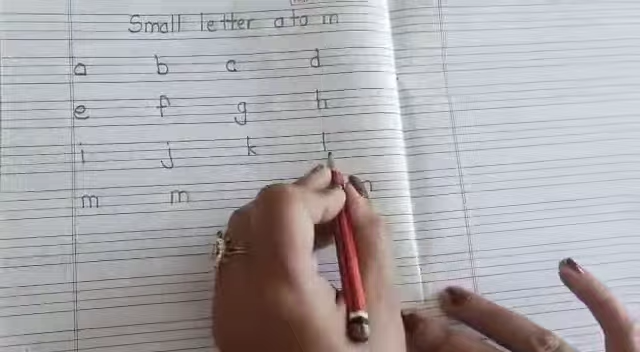 Small letter a to m
a b a d
e f g h
i j k l
m m m